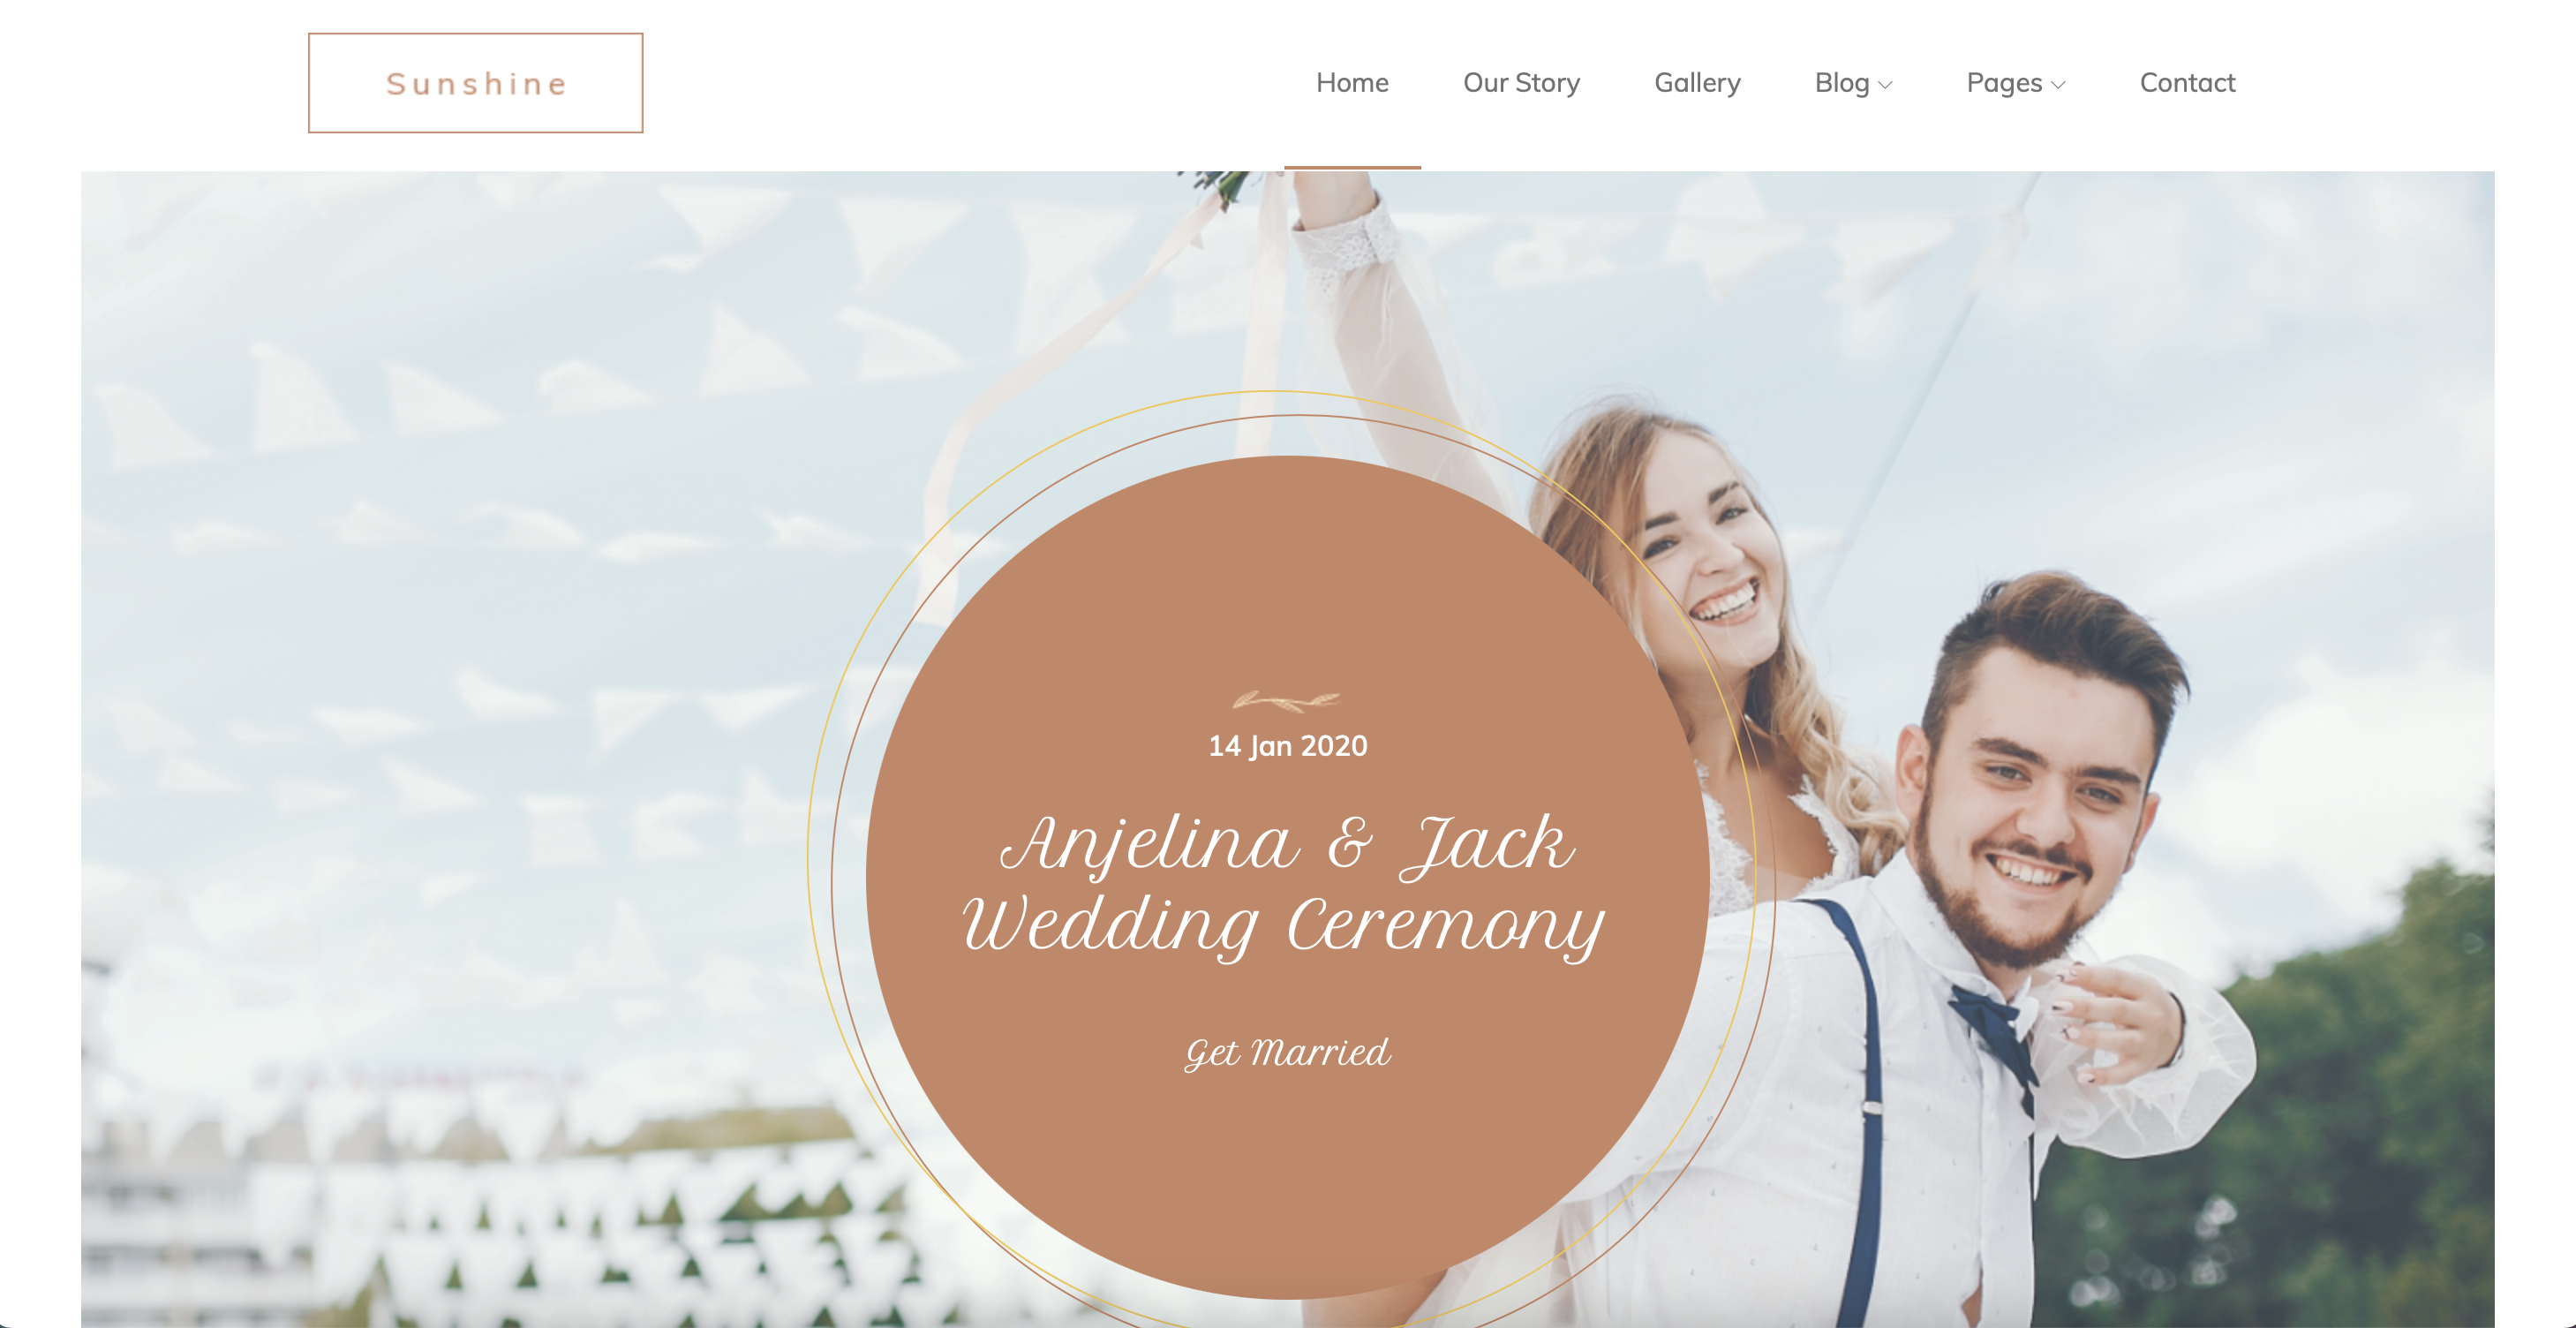 Sunshine
Home Our Story Gallery Blog Pages Contact
14 Jan 2020
Anjelina & Jack
Wedding Ceremony
Get Married